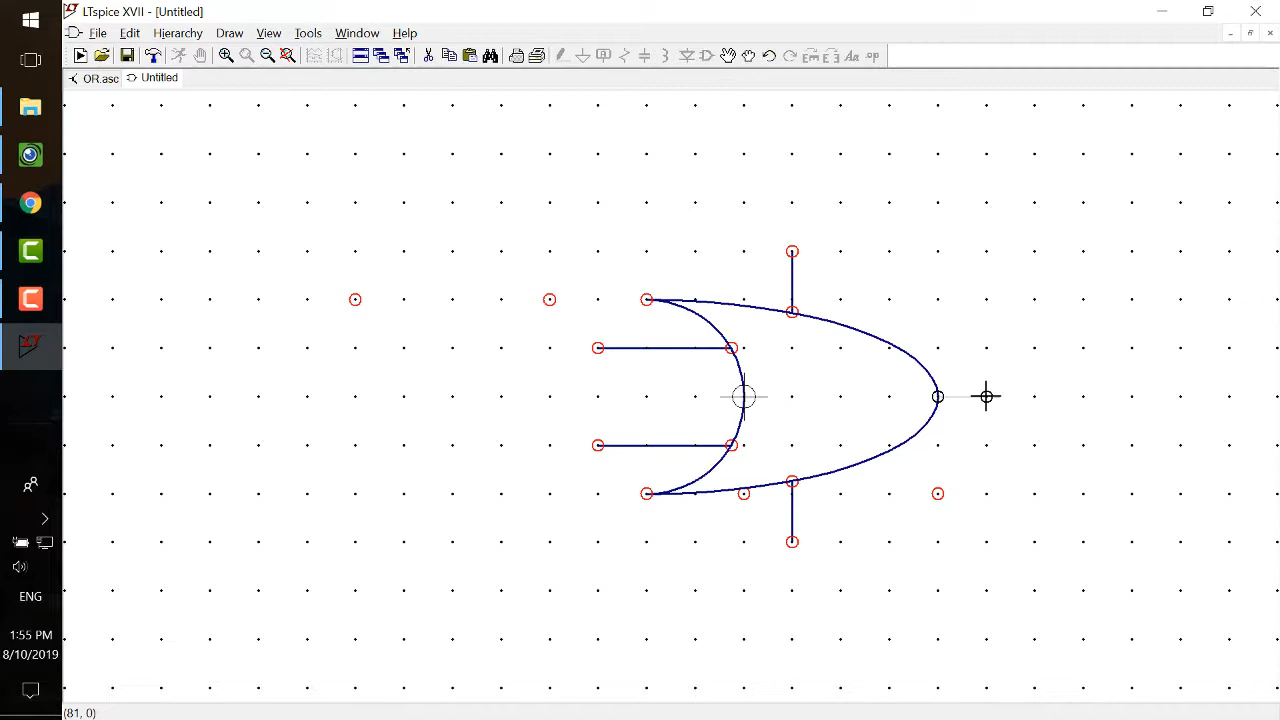 LTspice XVII - [Untitled]
File Edit Hierarchy Draw View Tools Window Help
OR.asc Untitled
ENG
1:55 PM
8/10/2019
(81, 0)